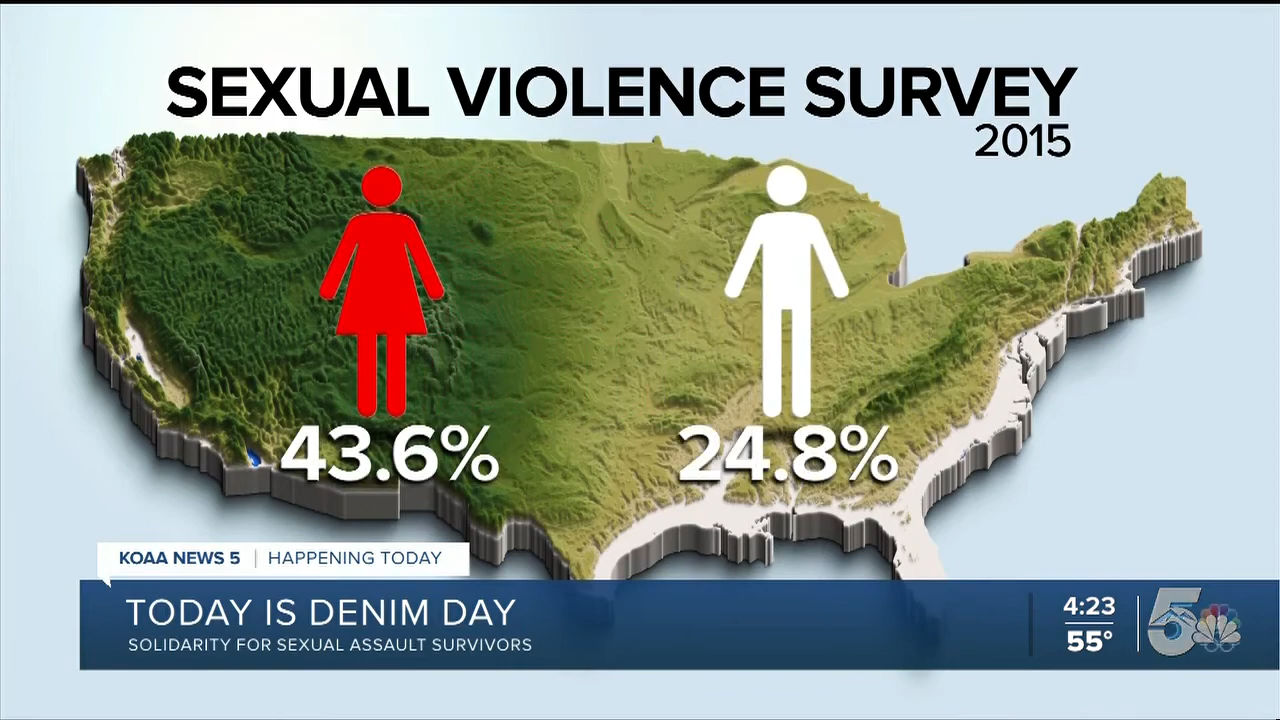 SEXUAL VIOLENCE SURVEY
2015
43.6%
24.8%
KOAA NEWS 5 | HAPPENING TODAY
TODAY IS DENIM DAY
SOLIDARITY FOR SEXUAL ASSAULT SURVIVORS
4:23
55°
5